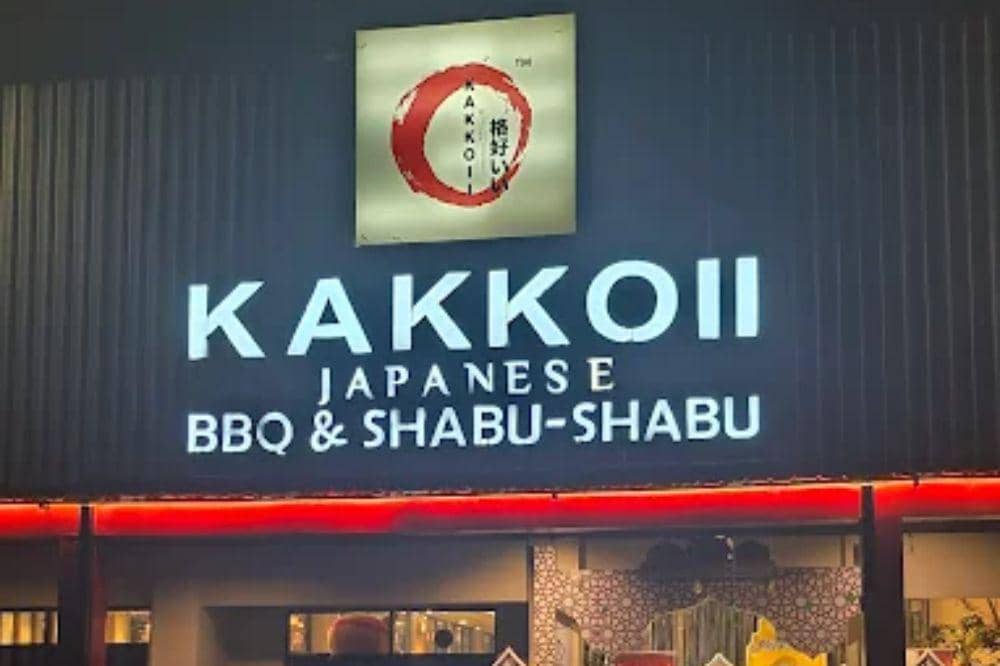 TM
KAKKOII
格好いい
KAKKOII
JAPANESE
BBQ & SHABU-SHABU